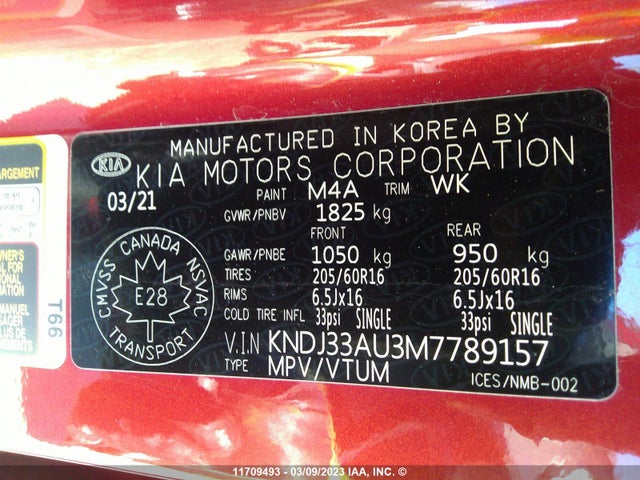 MANUFACTURED IN KOREA BY
KIA KIA MOTORS CORPORATION
03/21 PAINT M4A TRIM WK
GVWR/PNBV 1825 kg
FRONT REAR
GAWR/PNBE 1050 kg 950 kg
TIRES 205/60R16 205/60R16
RIMS 6.5Jx16 6.5Jx16
COLD TIRE INFL 33psi SINGLE 33psi SINGLE
V.I.N KNDJ33AU3M7789157
TYPE MPV/VTUM ICES/NMB-002
CMVSS CANADA NSVAC
E28
TRANSPORT
T66
11709493 - 03/09/2023 IAA, INC. ©